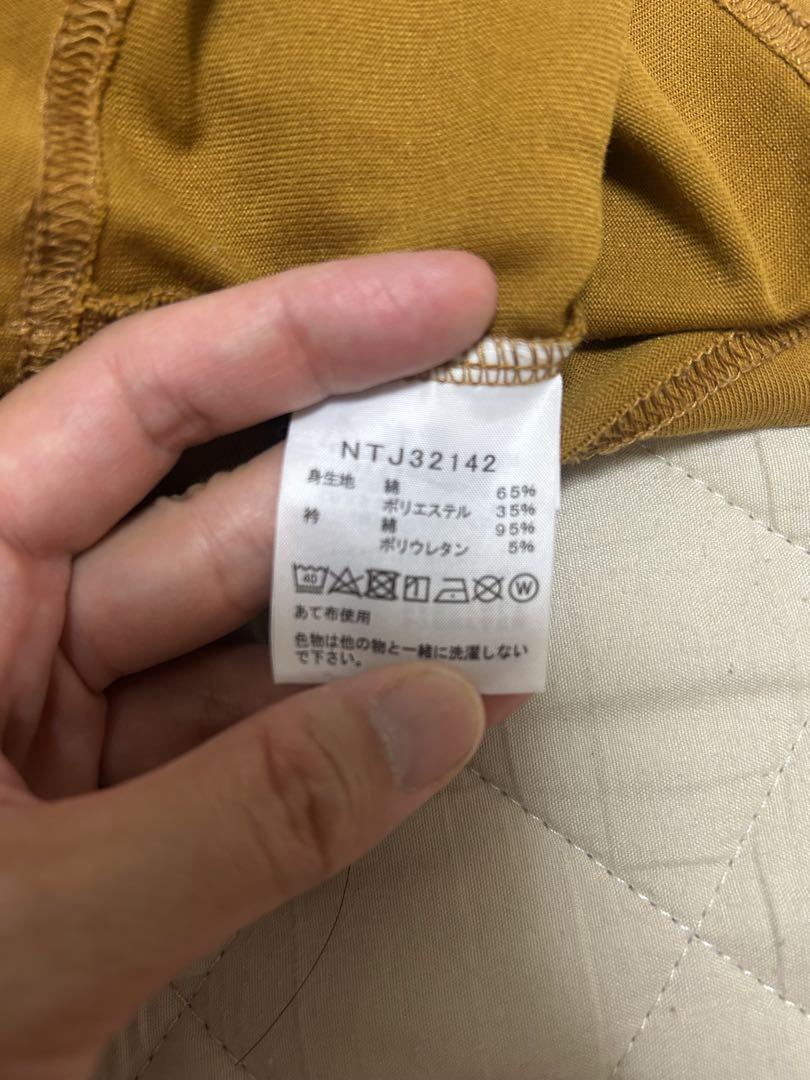 NTJ32142
身生地 綿 65%
ポリエステル 35%
衿 綿 95%
ポリウレタン 5%
40 W
あて布使用
色物は他の物と一緒に洗濯しない
で下さい。